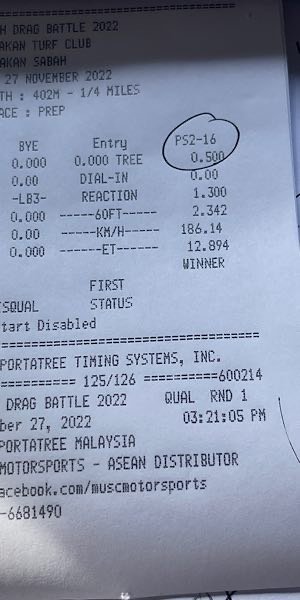 H DRAG BATTLE 2022
AKAN TURF CLUB
AKAN SABAH
27 NOVEMBER 2022
TH : 402M - 1/4 MILES
ACE : PREP
BYE Entry PS2-16
0.000 0.000 TREE 0.500
0.00 DIAL-IN 0.00
-LB3- REACTION 1.300
0.000 ------60FT------ 2.342
0.00 ------KM/H------ 186.14
0.000 -------ET------- 12.894
WINNER
FIRST
ESQUAL STATUS
tart Disabled
PORTATREE TIMING SYSTEMS, INC.
========== 125/126 ==========600214
DRAG BATTLE 2022 QUAL RND 1
ber 27, 2022 03:21:05 PM
PORTATREE MALAYSIA
MOTORSPORTS - ASEAN DISTRIBUTOR
acebook.com/muscmotorsports
-6681490